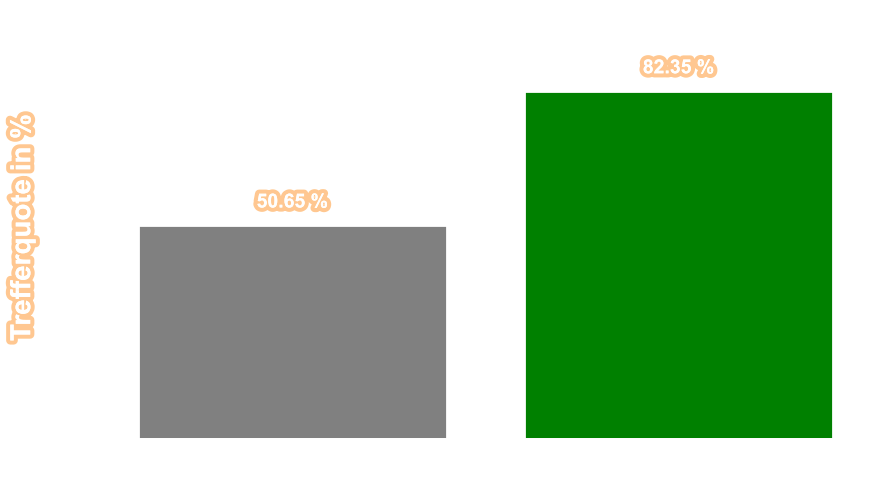 82.35 %
50.65 %
Trefferquote in %